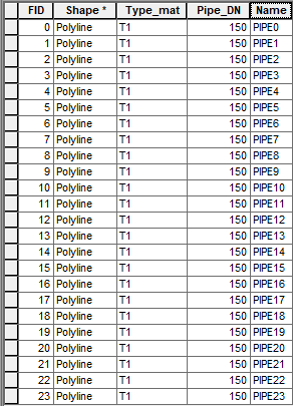 FID Shape * Type_mat Pipe_DN Name
0 Polyline T1 150 PIPE0
1 Polyline T1 150 PIPE1
2 Polyline T1 150 PIPE2
3 Polyline T1 150 PIPE3
4 Polyline T1 150 PIPE4
5 Polyline T1 150 PIPE5
6 Polyline T1 150 PIPE6
7 Polyline T1 150 PIPE7
8 Polyline T1 150 PIPE8
9 Polyline T1 150 PIPE9
10 Polyline T1 150 PIPE10
11 Polyline T1 150 PIPE11
12 Polyline T1 150 PIPE12
13 Polyline T1 150 PIPE13
14 Polyline T1 150 PIPE14
15 Polyline T1 150 PIPE15
16 Polyline T1 150 PIPE16
17 Polyline T1 150 PIPE17
18 Polyline T1 150 PIPE18
19 Polyline T1 150 PIPE19
20 Polyline T1 150 PIPE20
21 Polyline T1 150 PIPE21
22 Polyline T1 150 PIPE22
23 Polyline T1 150 PIPE23